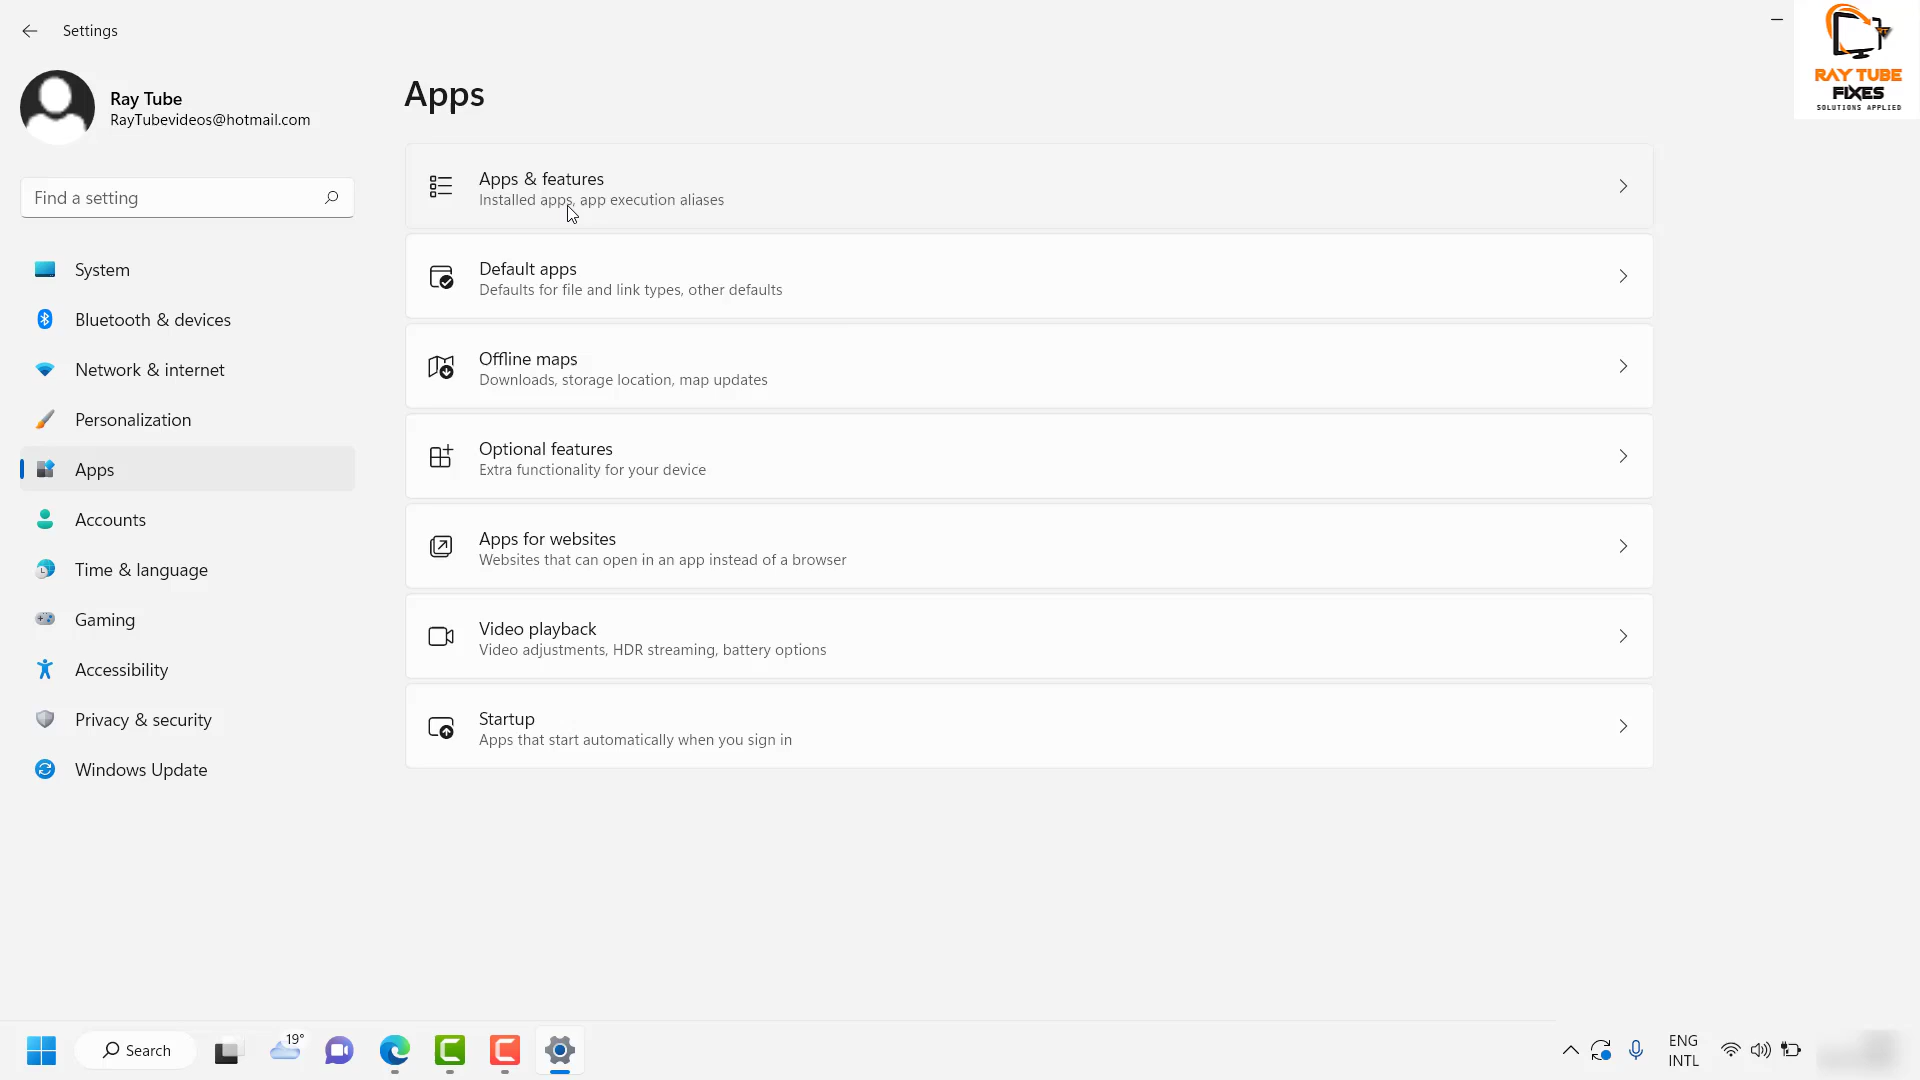 Settings
Ray Tube
RayTubevideos@hotmail.com
Find a setting
System
Bluetooth & devices
Network & internet
Personalization
Apps
Accounts
Time & language
Gaming
Accessibility
Privacy & security
Windows Update
Apps
Apps & features
Installed apps, app execution aliases
Default apps
Defaults for file and link types, other defaults
Offline maps
Downloads, storage location, map updates
Optional features
Extra functionality for your device
Apps for websites
Websites that can open in an app instead of a browser
Video playback
Video adjustments, HDR streaming, battery options
Startup
Apps that start automatically when you sign in
RAY TUBE
FIXES
SOLUTIONS APPLIED
Search
19°
ENG
INTL